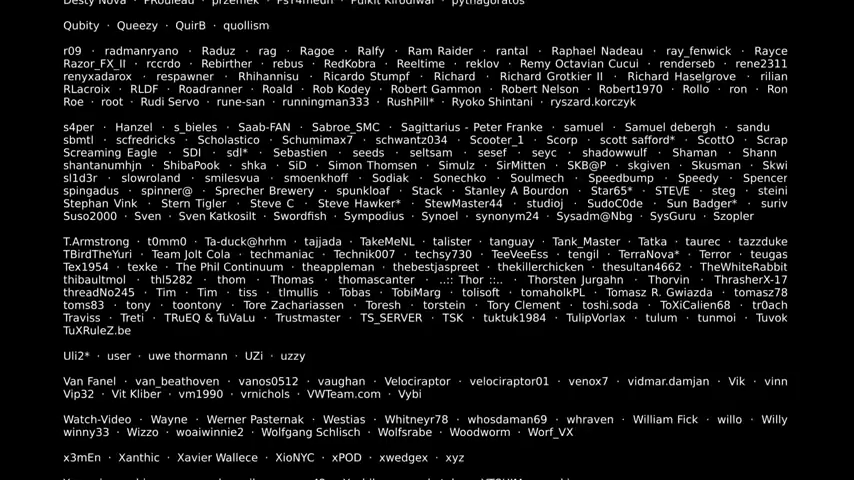 Desty Nova · PRouleau · przemek · PsT4medn · Pulkit Kirodiwal · pythagoratos
Qubity · Queezy · QuirB · quollism
r09 · radmanryano · Raduz · rag · Ragoe · Ralfy · Ram Raider · rantal · Raphael Nadeau · ray_fenwick · Rayce
Razor_FX_II · rccrdo · Rebirther · rebus · RedKobra · Reeltime · reklov · Remy Octavian Cucui · renderseb · rene2311
renyxadarox · respawner · Rhihannisu · Ricardo Stumpf · Richard · Richard Grotkier II · Richard Haselgrove · rilian
RLacroix · RLDF · Roadranner · Roald · Rob Kodey · Robert Gammon · Robert Nelson · Robert1970 · Rollo · ron · Ron
Roe · root · Rudi Servo · rune-san · runningman333 · RushPill* · Ryoko Shintani · ryszard.korczyk
s4per · Hanzel · s_bieles · Saab-FAN · Sabroe_SMC · Sagittarius - Peter Franke · samuel · Samuel debergh · sandu
sbmtl · scfredricks · Scholastico · Schumimax7 · schwantz034 · Scooter_1 · Scorp · scott safford* · ScottO · Scrap
Screaming Eagle · SDI · sdl* · Sebastien · seeds · seltsam · sesef · seyc · shadowwulf · Shaman · Shann
shantanumhjn · ShibaPook · shka · SiD · Simon Thomsen · Simulz · SirMitten · SKB@P · skgiven · Skusman · Skwi
sl1d3r · slowroland · smilesvua · smoenkhoff · Sodiak · Sonechko · Soulmech · Speedbump · Speedy · Spencer
spingadus · spinner@ · Sprecher Brewery · spunkloaf · Stack · Stanley A Bourdon · Star65* · STE\/E · steg · steini
Stephan Vink · Stern Tigler · Steve C · Steve Hawker* · StewMaster44 · studioj · SudoC0de · Sun Badger* · suriv
Suso2000 · Sven · Sven Katkosilt · Swordfish · Sympodius · Synoel · synonym24 · Sysadm@Nbg · SysGuru · Szopler
T.Armstrong · t0mm0 · Ta-duck@hrhm · tajjada · TakeMeNL · talister · tanguay · Tank_Master · Tatka · taurec · tazzduke
TBirdTheYuri · Team Jolt Cola · techmaniac · Technik007 · techsy730 · TeeVeeEss · tengil · TerraNova* · Terror · teugas
Tex1954 · texke · The Phil Continuum · theappleman · thebestjaspreet · thekillerchicken · thesultan4662 · TheWhiteRabbit
thibaultmol · thl5282 · thom · Thomas · thomascanter · ..:: Thor ::.. · Thorsten Jurgahn · Thorvin · ThrasherX-17
threadNo245 · Tim · Tim · tiss · tlmullis · Tobas · TobiMarg · tolisoft · tomaholkPL · Tomasz R. Gwiazda · tomasz78
toms83 · tony · toontony · Tore Zachariassen · Toresh · torstein · Tory Clement · toshi.soda · ToXiCalien68 · tr0ach
Traviss · Treti · TRuEQ & TuVaLu · Trustmaster · TS_SERVER · TSK · tuktuk1984 · TulipVorlax · tulum · tunmoi · Tuvok
TuXRuleZ.be
Uli2* · user · uwe thormann · UZi · uzzy
Van Fanel · van_beathoven · vanos0512 · vaughan · Velociraptor · velociraptor01 · venox7 · vidmar.damjan · Vik · vinn
Vip32 · Vit Kliber · vm1990 · vrnichols · VWTeam.com · Vybi
Watch-Video · Wayne · Werner Pasternak · Westias · Whitneyr78 · whosdaman69 · whraven · William Fick · willo · Willy
winny33 · Wizzo · woaiwinnie2 · Wolfgang Schlisch · Wolfsrabe · Woodworm · Worf_VX
x3mEn · Xanthic · Xavier Wallece · XioNYC · xPOD · xwedgex · xyz